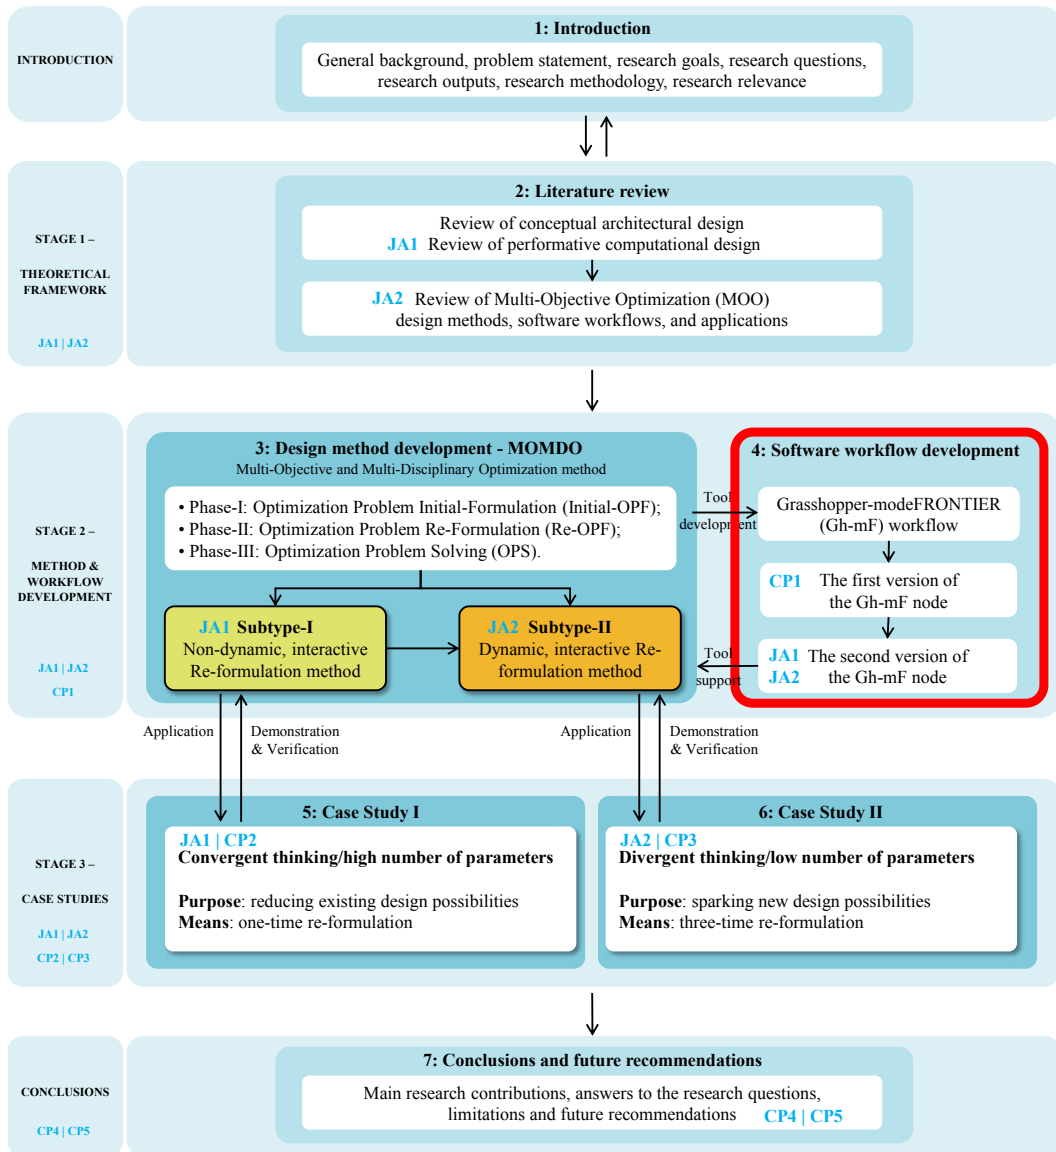 INTRODUCTION
1: Introduction
General background, problem statement, research goals, research questions,
research outputs, research methodology, research relevance
STAGE 1 –
THEORETICAL
FRAMEWORK
JA1 | JA2
2: Literature review
Review of conceptual architectural design
JA1 Review of performative computational design
JA2 Review of Multi-Objective Optimization (MOO)
design methods, software workflows, and applications
STAGE 2 –
METHOD &
WORKFLOW
DEVELOPMENT
JA1 | JA2
CP1
3: Design method development - MOMDO
Multi-Objective and Multi-Disciplinary Optimization method
• Phase-I: Optimization Problem Initial-Formulation (Initial-OPF);
• Phase-II: Optimization Problem Re-Formulation (Re-OPF);
• Phase-III: Optimization Problem Solving (OPS).
JA1 Subtype-I
Non-dynamic, interactive
Re-formulation method
JA2 Subtype-II
Dynamic, interactive Re-
formulation method
Tool
development
4: Software workflow development
Grasshopper-modeFRONTIER
(Gh-mF) workflow
CP1 The first version of
the Gh-mF node
JA1 The second version of
JA2 the Gh-mF node
Tool
support
Application
Demonstration
& Verification
Application
Demonstration
& Verification
STAGE 3 –
CASE STUDIES
JA1 | JA2
CP2 | CP3
5: Case Study I
JA1 | CP2
Convergent thinking/high number of parameters
Purpose: reducing existing design possibilities
Means: one-time re-formulation
6: Case Study II
JA2 | CP3
Divergent thinking/low number of parameters
Purpose: sparking new design possibilities
Means: three-time re-formulation
CONCLUSIONS
CP4 | CP5
7: Conclusions and future recommendations
Main research contributions, answers to the research questions,
limitations and future recommendations CP4 | CP5